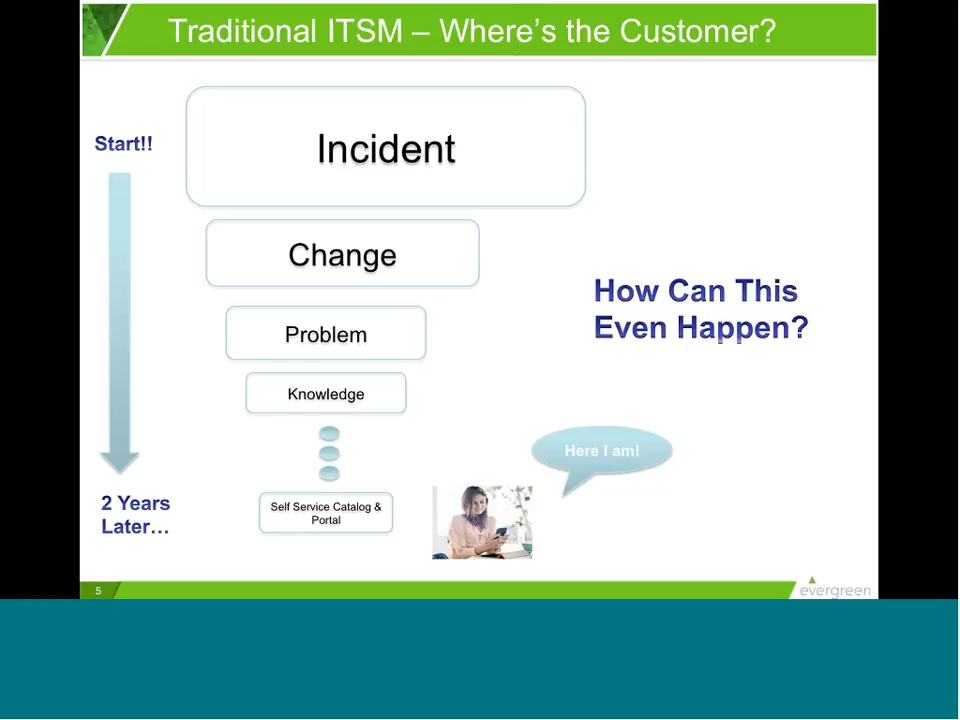 Traditional ITSM – Where’s the Customer?
Start!!
Incident
Change
Problem
Knowledge
How Can This
Even Happen?
Here I am!
2 Years
Later…
Self Service Catalog &
Portal
5
evergreen